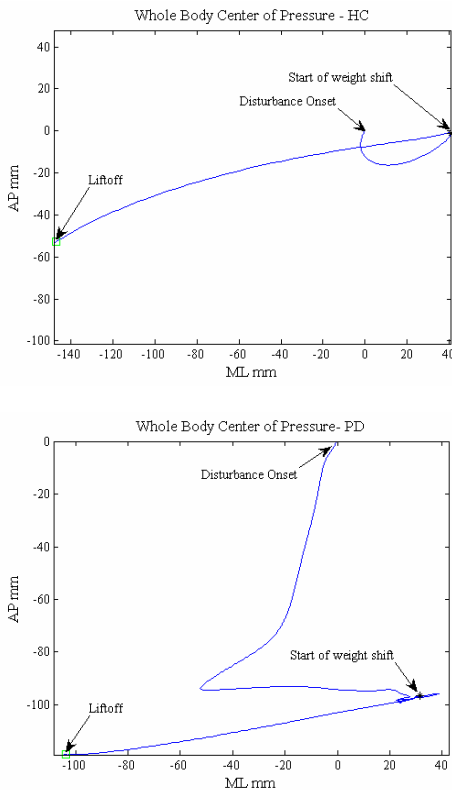 Whole Body Center of Pressure - HC
40
20
0
-20
-40
-60
-80
-100
AP mm
Start of weight shift
Disturbance Onset
Liftoff
-140 -120 -100 -80 -60 -40 -20 0 20 40
ML mm
Whole Body Center of Pressure- PD
0
-20
-40
-60
-80
-100
AP mm
Disturbance Onset
Start of weight shift
Liftoff
-100 -80 -60 -40 -20 0 20 40
ML mm